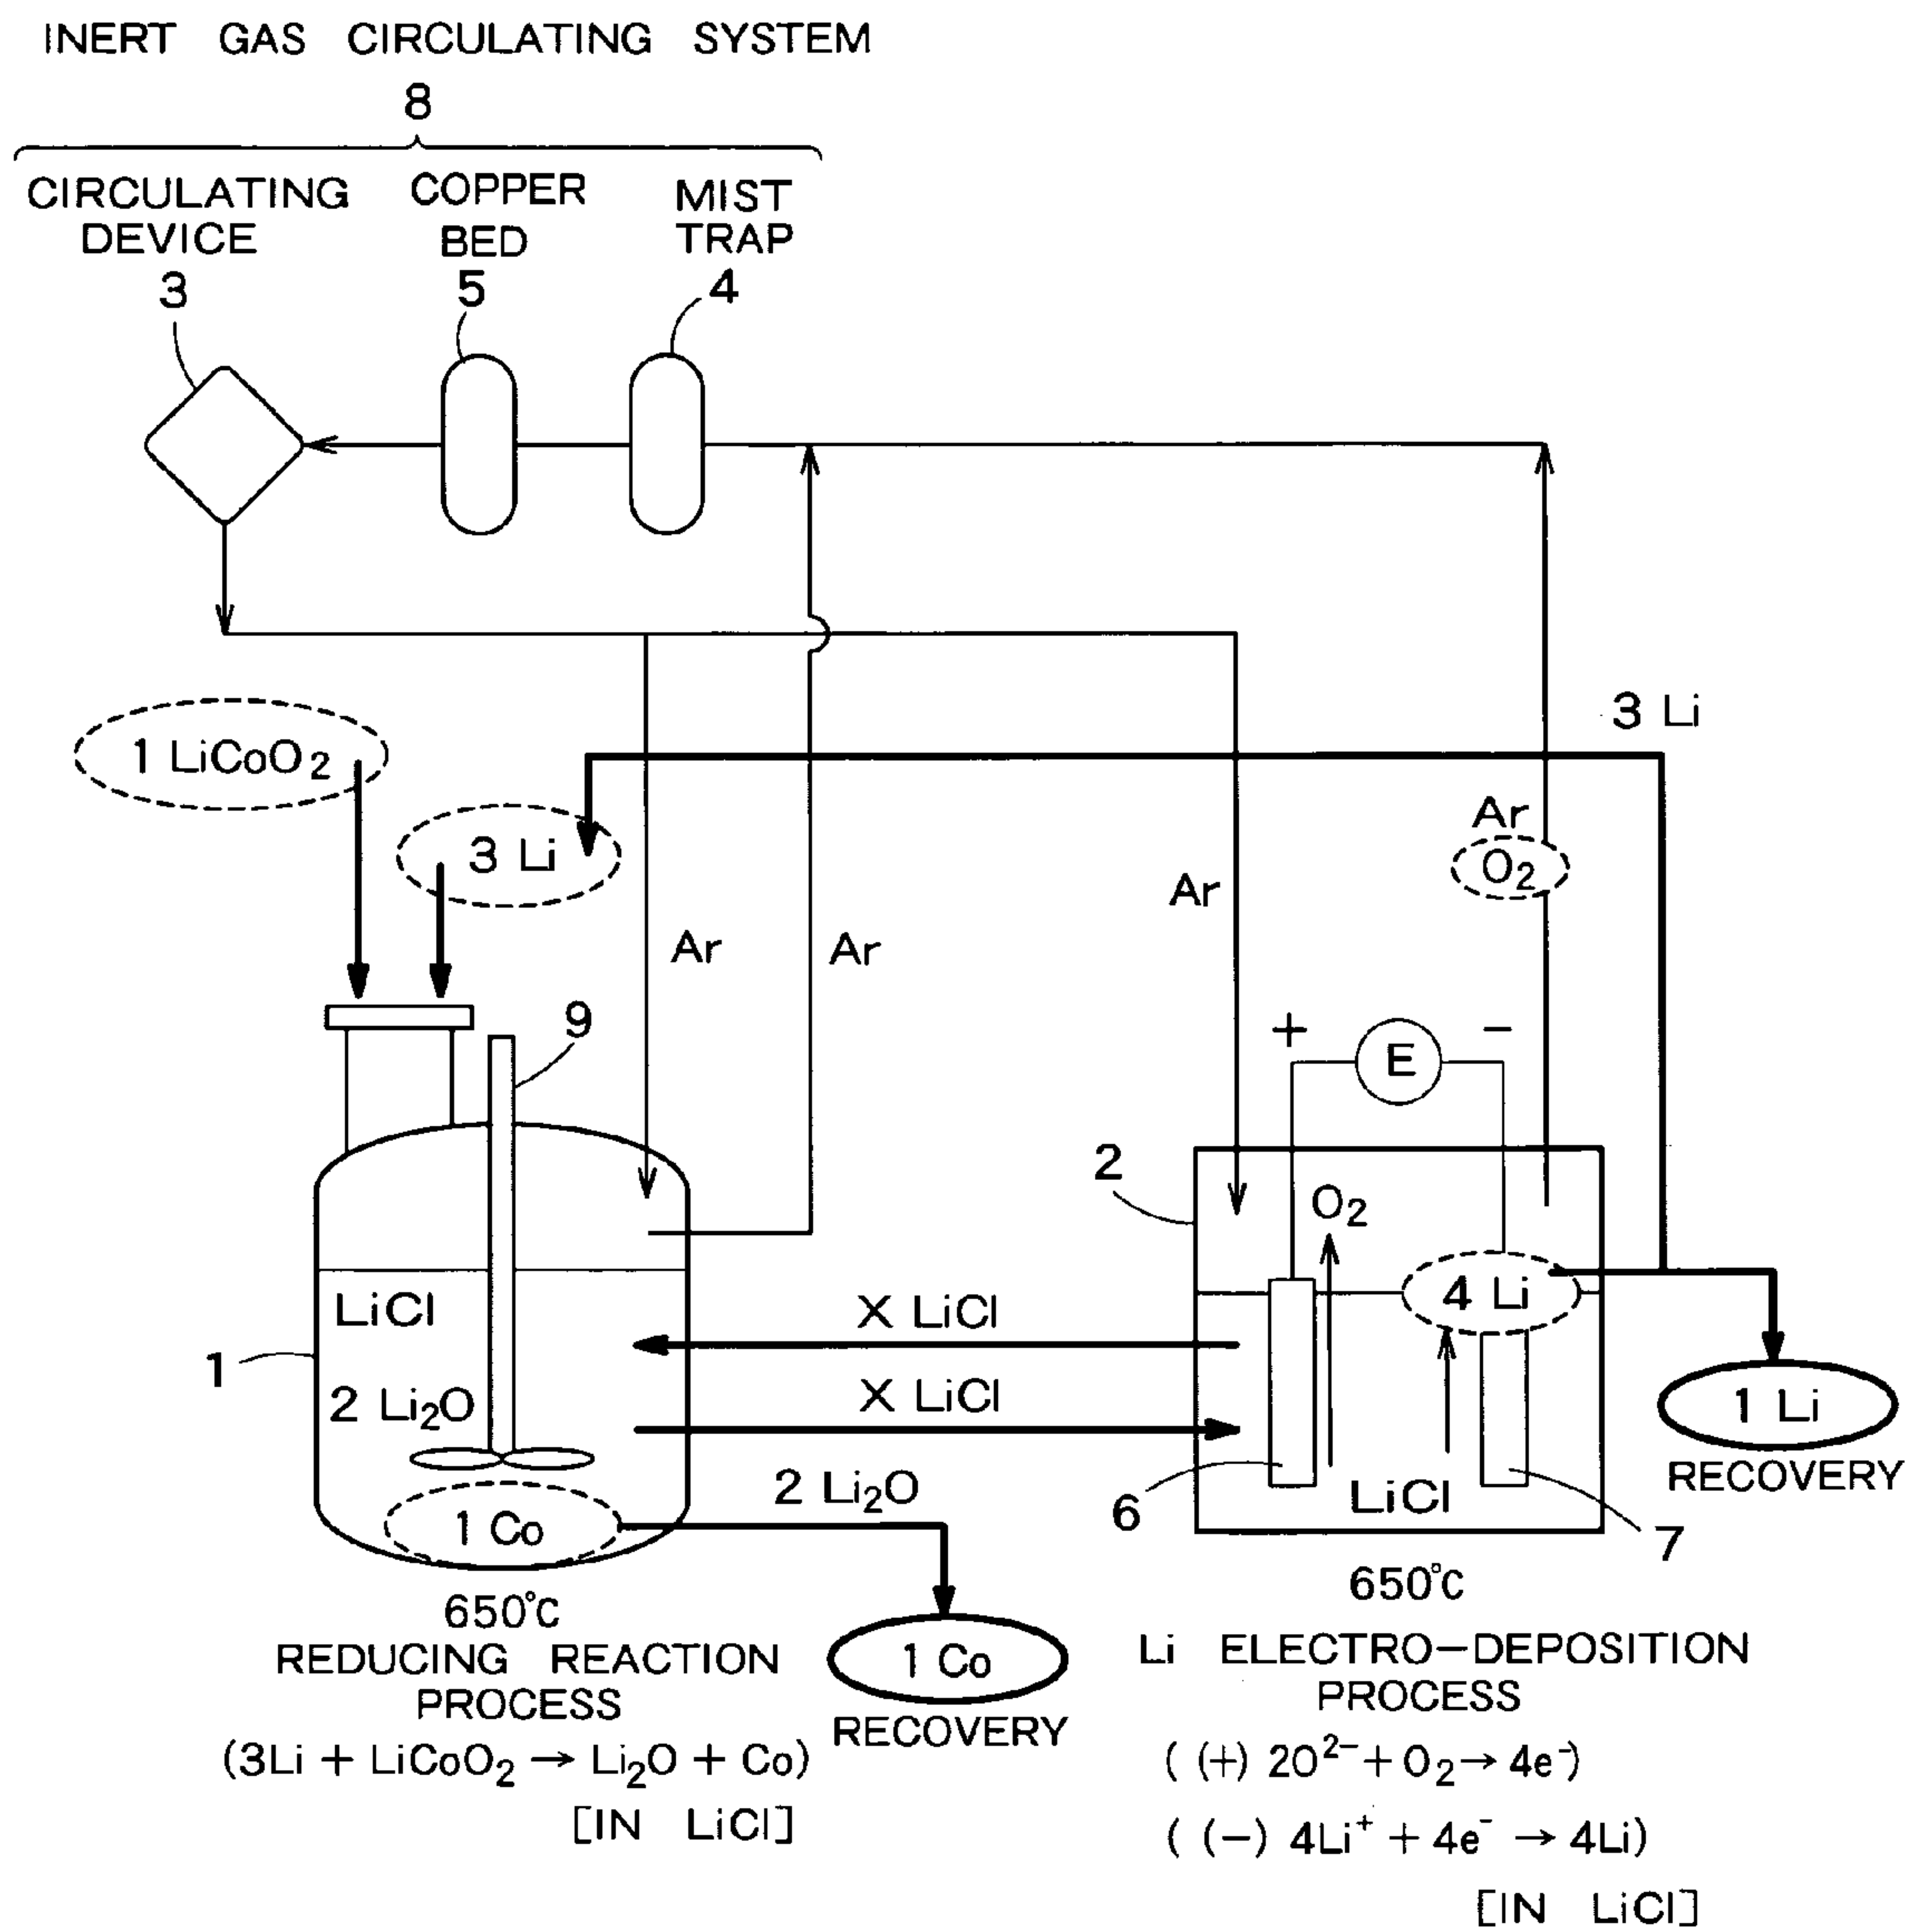 INERT GAS CIRCULATING SYSTEM
8
CIRCULATING DEVICE
COPPER BED
MIST TRAP
3
5
4
3 Li
1 LiCoO₂
3 Li
Ar
O₂
Ar
Ar
Ar
9
+
E
−
2
O₂
4 Li
LiCl
X LiCl
1
2 Li₂O
X LiCl
1 Li
RECOVERY
2 Li₂O
6
LiCl
7
1 Co
650°C
REDUCING REACTION
PROCESS
(3Li + LiCoO₂ → Li₂O + Co)
[IN LiCl]
1 Co
RECOVERY
650°C
Li ELECTRO-DEPOSITION
PROCESS
( (+) 2O²⁻ + O₂ → 4e⁻)
( (−) 4Li⁺ + 4e⁻ → 4Li)
[IN LiCl]